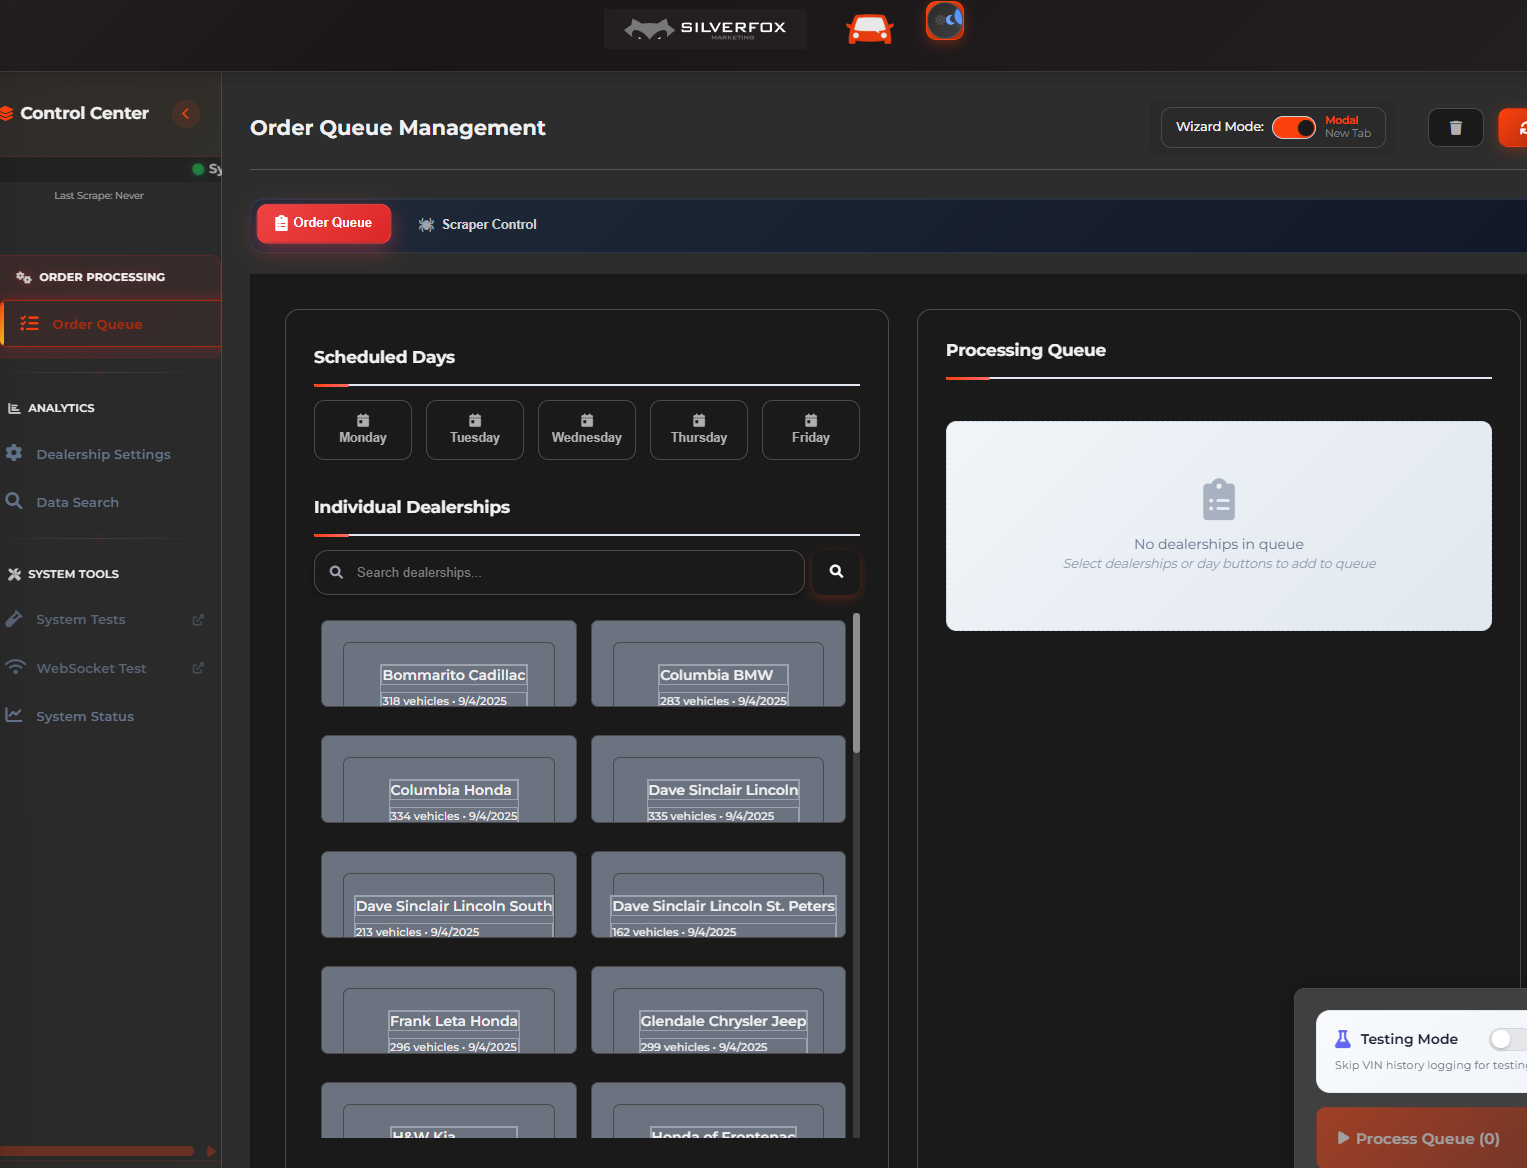 SILVERFOX
MARKETING
Control Center
Sy
Last Scrape: Never
ORDER PROCESSING
Order Queue
ANALYTICS
Dealership Settings
Data Search
SYSTEM TOOLS
System Tests
WebSocket Test
System Status
Order Queue Management
Wizard Mode:
Modal
New Tab
Order Queue
Scraper Control
Scheduled Days
Monday
Tuesday
Wednesday
Thursday
Friday
Individual Dealerships
Search dealerships...
Bommarito Cadillac
318 vehicles • 9/4/2025
Columbia BMW
283 vehicles • 9/4/2025
Columbia Honda
334 vehicles • 9/4/2025
Dave Sinclair Lincoln
335 vehicles • 9/4/2025
Dave Sinclair Lincoln South
213 vehicles • 9/4/2025
Dave Sinclair Lincoln St. Peters
162 vehicles • 9/4/2025
Frank Leta Honda
296 vehicles • 9/4/2025
Glendale Chrysler Jeep
299 vehicles • 9/4/2025
H&W Kia
Honda of Frontenac
Processing Queue
No dealerships in queue
Select dealerships or day buttons to add to queue
Testing Mode
Skip VIN history logging for testing
Process Queue (0)